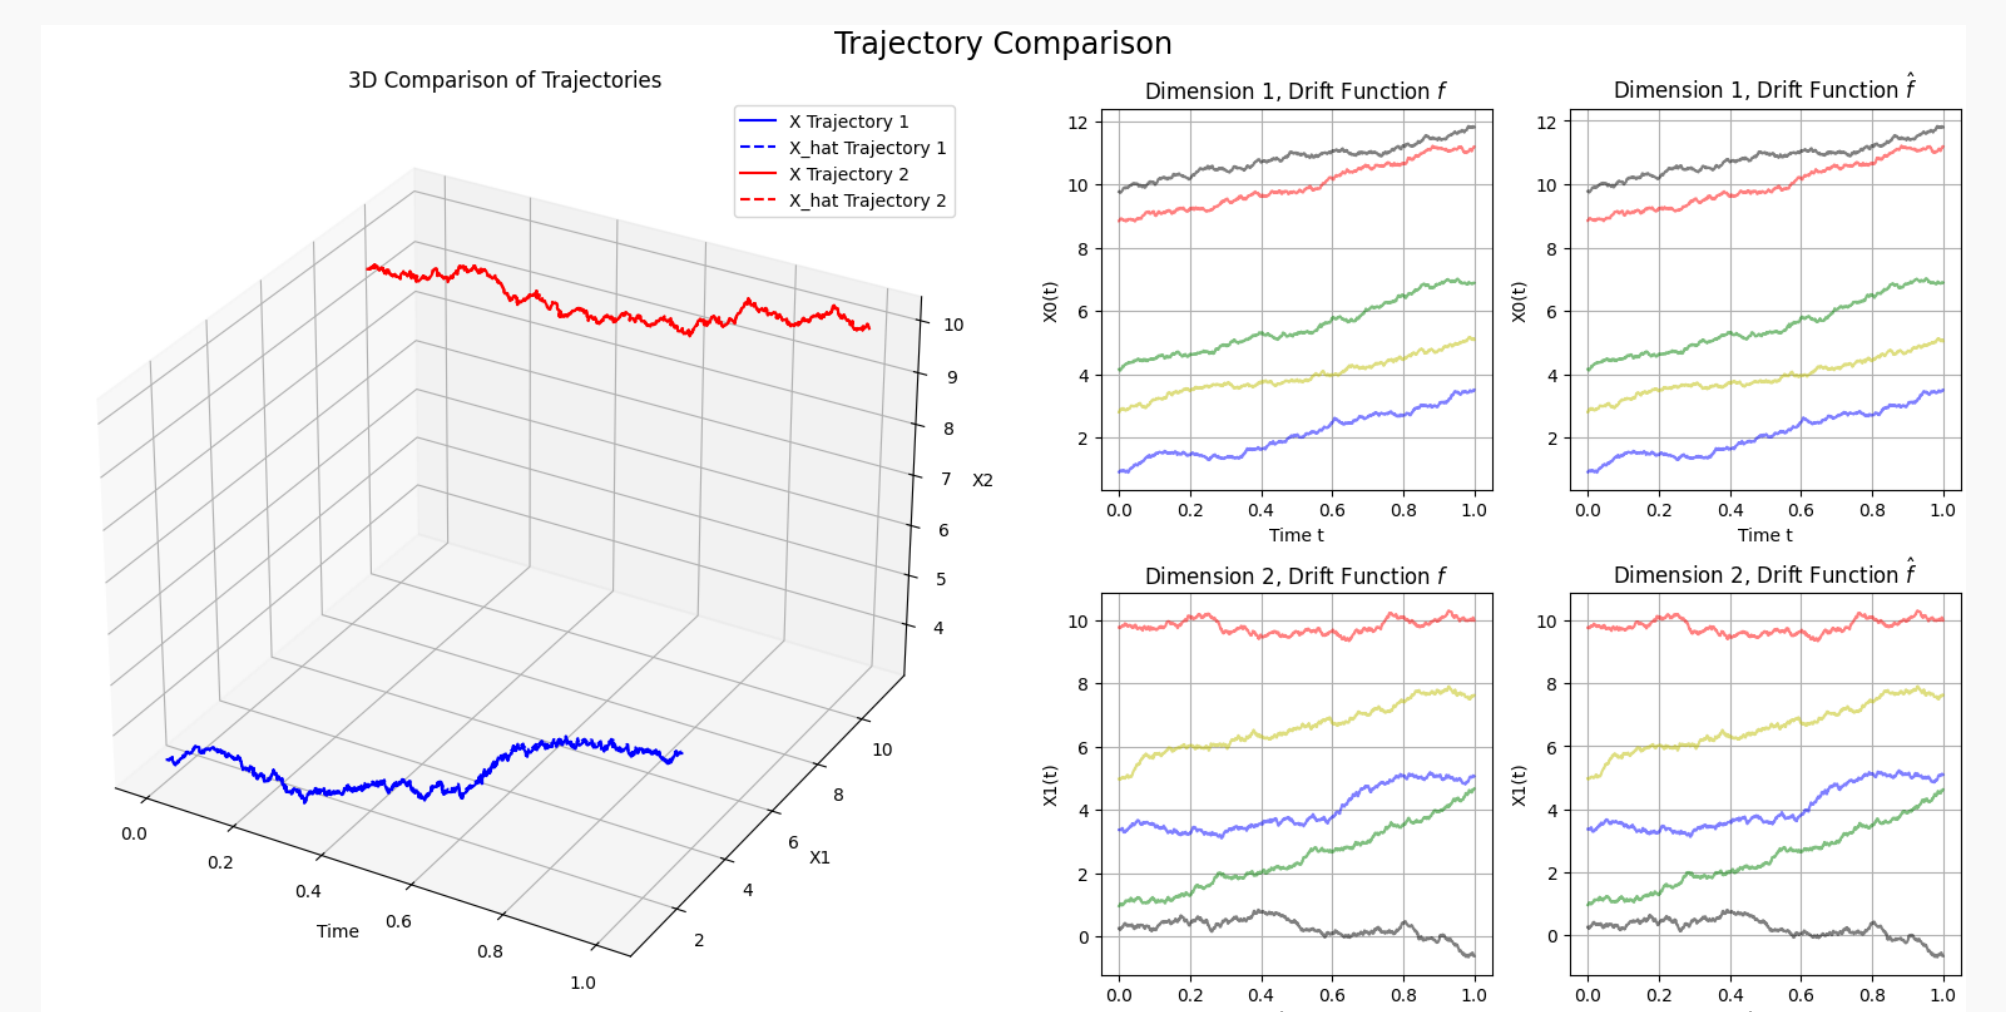 Trajectory Comparison
3D Comparison of Trajectories
X Trajectory 1
X_hat Trajectory 1
X Trajectory 2
X_hat Trajectory 2
10
9
8
7
6
5
4
X2
0.0
0.2
0.4
0.6
0.8
1.0
Time
2
4
6
8
10
X1
Dimension 1, Drift Function f
12
10
8
6
4
2
X0(t)
0.0 0.2 0.4 0.6 0.8 1.0
Time t
Dimension 1, Drift Function f̂
12
10
8
6
4
2
X0(t)
0.0 0.2 0.4 0.6 0.8 1.0
Time t
Dimension 2, Drift Function f
10
8
6
4
2
0
X1(t)
0.0 0.2 0.4 0.6 0.8 1.0
Dimension 2, Drift Function f̂
10
8
6
4
2
0
X1(t)
0.0 0.2 0.4 0.6 0.8 1.0